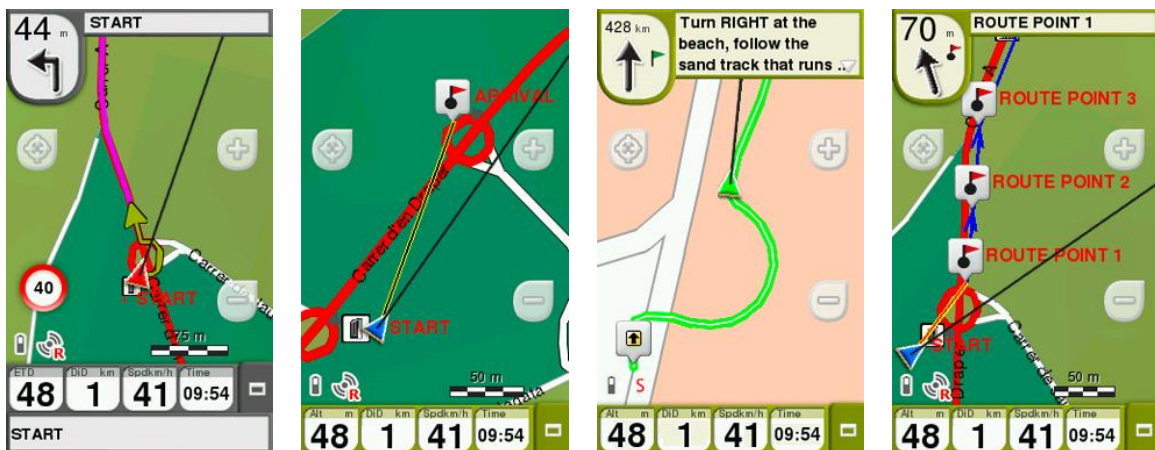 44 m
START
Carrer A
START
Carrer d'
40
R
75 m
ETD
48
DiD km
1
Spdkm/h
41
Time
09:54
START
ARRIVAL
Carrer d'en Draper
START
R
50 m
Alt m
48
DiD km
1
Spdkm/h
41
Time
09:54
428 km
Turn RIGHT at the
beach, follow the
sand track that runs ..
S
Alt m
48
DiD km
1
Spdkm/h
41
Time
09:54
70 m
ROUTE POINT 1
A
ROUTE POINT 3
ROUTE POINT 2
ROUTE POINT 1
START
Draper
Carrer de
R
50 m
Alt m
48
DiD km
1
Spdkm/h
41
Time
09:54